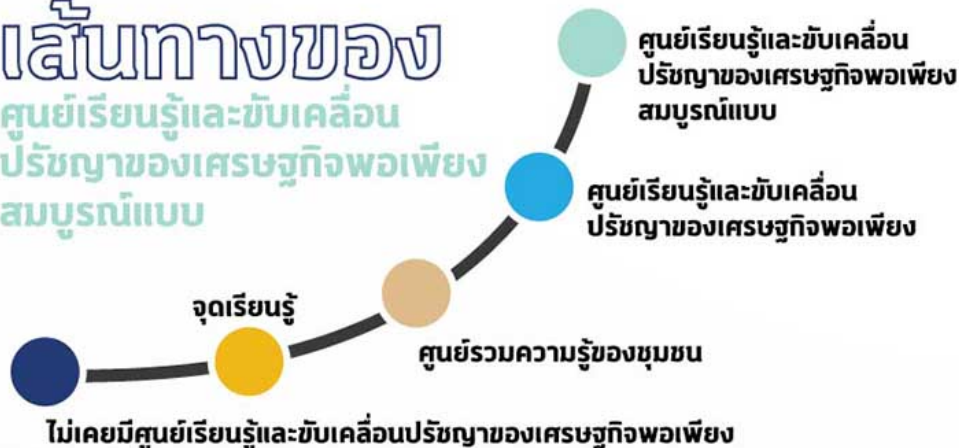 เส้นทางของ
ศูนย์เรียนรู้และขับเคลื่อน
ปรัชญาของเศรษฐกิจพอเพียง
สมบูรณ์แบบ
ศูนย์เรียนรู้และขับเคลื่อน
ปรัชญาของเศรษฐกิจพอเพียง
สมบูรณ์แบบ
ศูนย์เรียนรู้และขับเคลื่อน
ปรัชญาของเศรษฐกิจพอเพียง
จุดเรียนรู้
ศูนย์รวมความรู้ของชุมชน
ไม่เคยมีศูนย์เรียนรู้และขับเคลื่อนปรัชญาของเศรษฐกิจพอเพียง